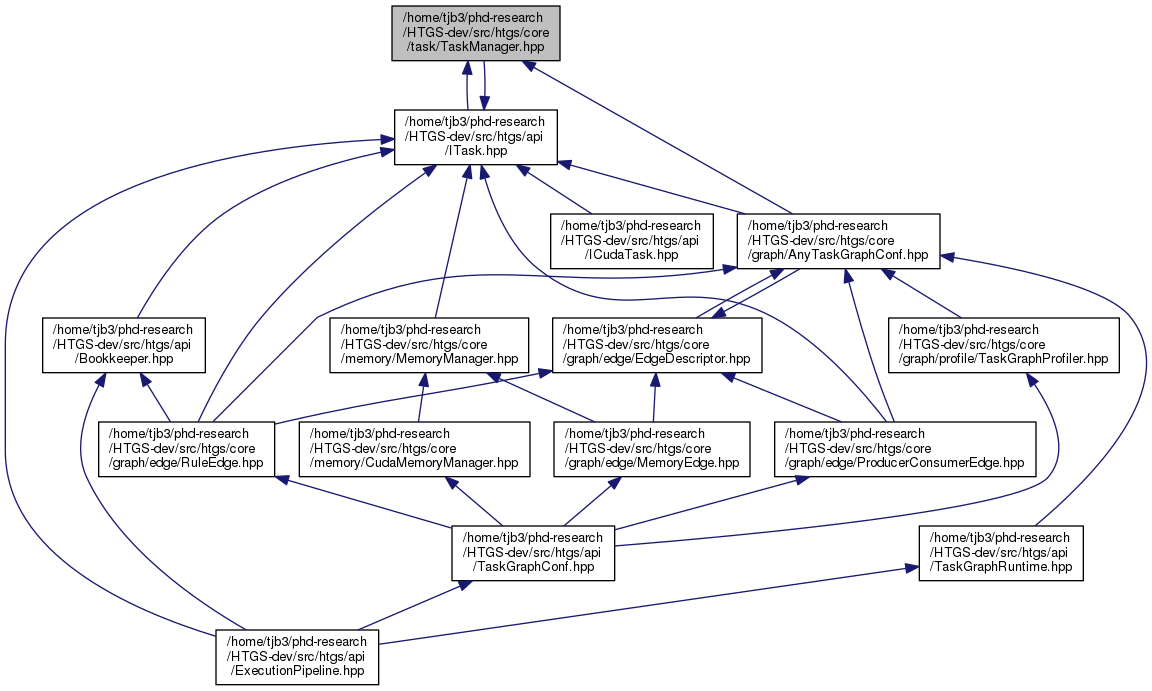 /home/tjb3/phd-research
/HTGS-dev/src/htgs/core
/task/TaskManager.hpp
/home/tjb3/phd-research
/HTGS-dev/src/htgs/api
/ITask.hpp
/home/tjb3/phd-research
/HTGS-dev/src/htgs/api
/ICudaTask.hpp
/home/tjb3/phd-research
/HTGS-dev/src/htgs/core
/graph/AnyTaskGraphConf.hpp
/home/tjb3/phd-research
/HTGS-dev/src/htgs/api
/Bookkeeper.hpp
/home/tjb3/phd-research
/HTGS-dev/src/htgs/core
/memory/MemoryManager.hpp
/home/tjb3/phd-research
/HTGS-dev/src/htgs/core
/graph/edge/EdgeDescriptor.hpp
/home/tjb3/phd-research
/HTGS-dev/src/htgs/core
/graph/profile/TaskGraphProfiler.hpp
/home/tjb3/phd-research
/HTGS-dev/src/htgs/core
/graph/edge/RuleEdge.hpp
/home/tjb3/phd-research
/HTGS-dev/src/htgs/core
/memory/CudaMemoryManager.hpp
/home/tjb3/phd-research
/HTGS-dev/src/htgs/core
/graph/edge/MemoryEdge.hpp
/home/tjb3/phd-research
/HTGS-dev/src/htgs/core
/graph/edge/ProducerConsumerEdge.hpp
/home/tjb3/phd-research
/HTGS-dev/src/htgs/api
/TaskGraphConf.hpp
/home/tjb3/phd-research
/HTGS-dev/src/htgs/api
/TaskGraphRuntime.hpp
/home/tjb3/phd-research
/HTGS-dev/src/htgs/api
/ExecutionPipeline.hpp